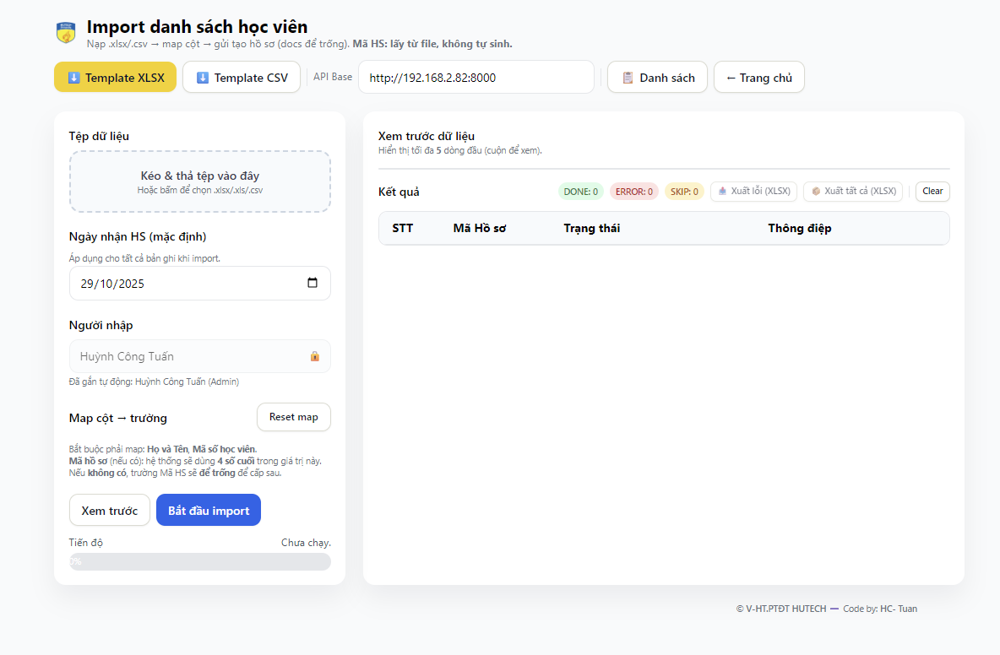 Import danh sách học viên
Nạp .xlsx/.csv → map cột → gửi tạo hồ sơ (docs để trống). Mã HS: lấy từ file, không tự sinh.
Template XLSX
Template CSV
API Base
http://192.168.2.82:8000
Danh sách
← Trang chủ
Tệp dữ liệu
Kéo & thả tệp vào đây
Hoặc bấm để chọn .xlsx/.xls/.csv
Ngày nhận HS (mặc định)
Áp dụng cho tất cả bản ghi khi import.
29/10/2025
Người nhập
Huỳnh Công Tuấn
Đã gắn tự động: Huỳnh Công Tuấn (Admin)
Map cột → trường
Reset map
Bắt buộc phải map: Họ và Tên, Mã số học viên.
Mã hồ sơ (nếu có): hệ thống sẽ dùng 4 số cuối trong giá trị này.
Nếu không có, trường Mã HS sẽ để trống để cấp sau.
Xem trước
Bắt đầu import
Tiến độ
Chưa chạy.
0%
Xem trước dữ liệu
Hiển thị tối đa 5 dòng đầu (cuộn để xem).
Kết quả
DONE: 0
ERROR: 0
SKIP: 0
Xuất lỗi (XLSX)
Xuất tất cả (XLSX)
Clear
STT
Mã Hồ sơ
Trạng thái
Thông điệp
© V-HT.PTĐT HUTECH — Code by: HC- Tuan